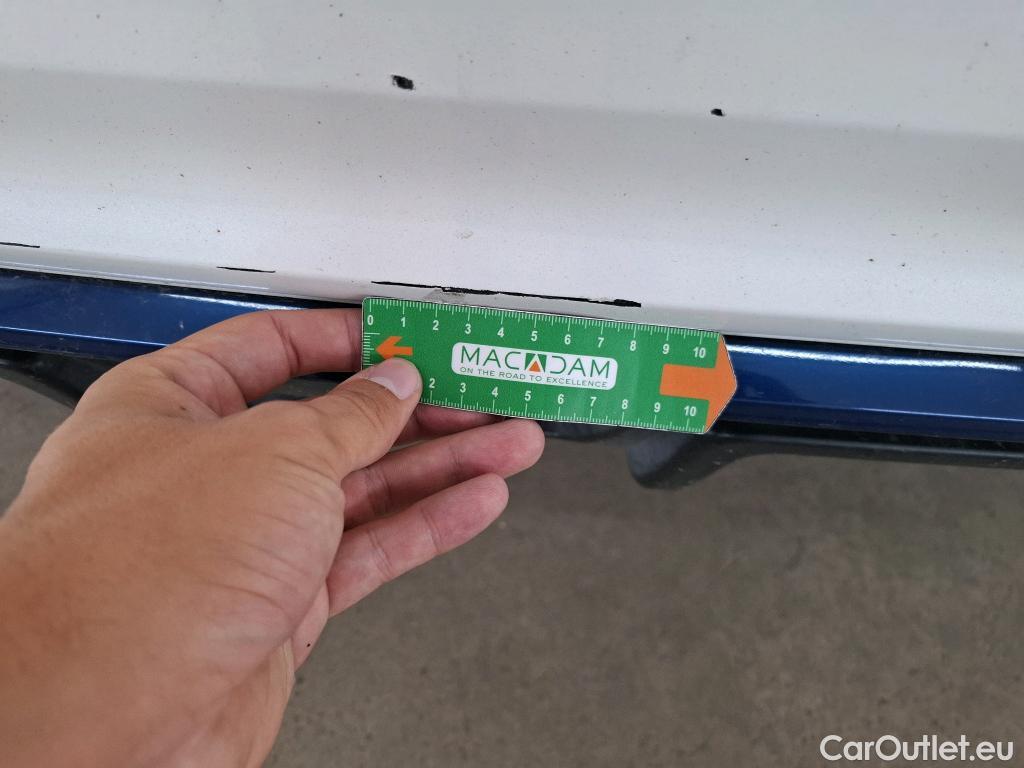 0 1 2 3 4 5 6 7 8 9 10
MACADAM
ON THE ROAD TO EXCELLENCE
2 3 4 5 6 7 8 9 10
CarOutlet.eu